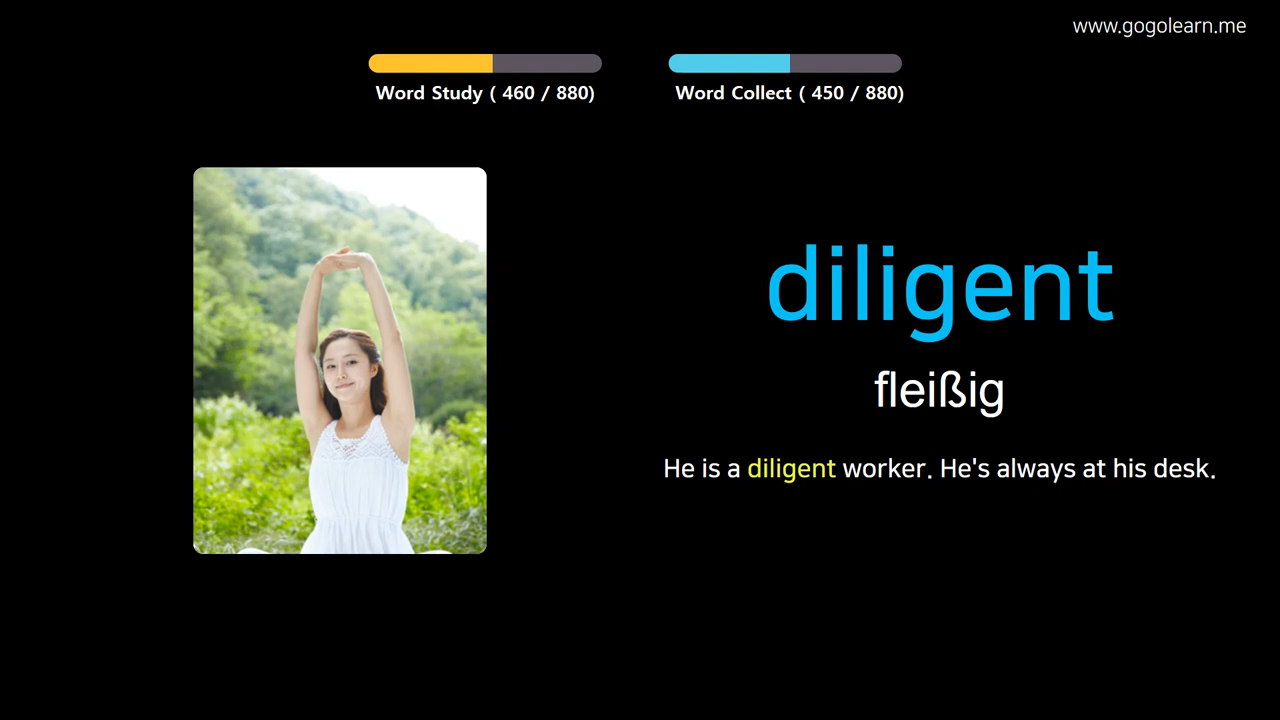 www.gogolearn.me
Word Study ( 460 / 880)
Word Collect ( 450 / 880)
diligent
fleißig
He is a diligent worker. He's always at his desk.